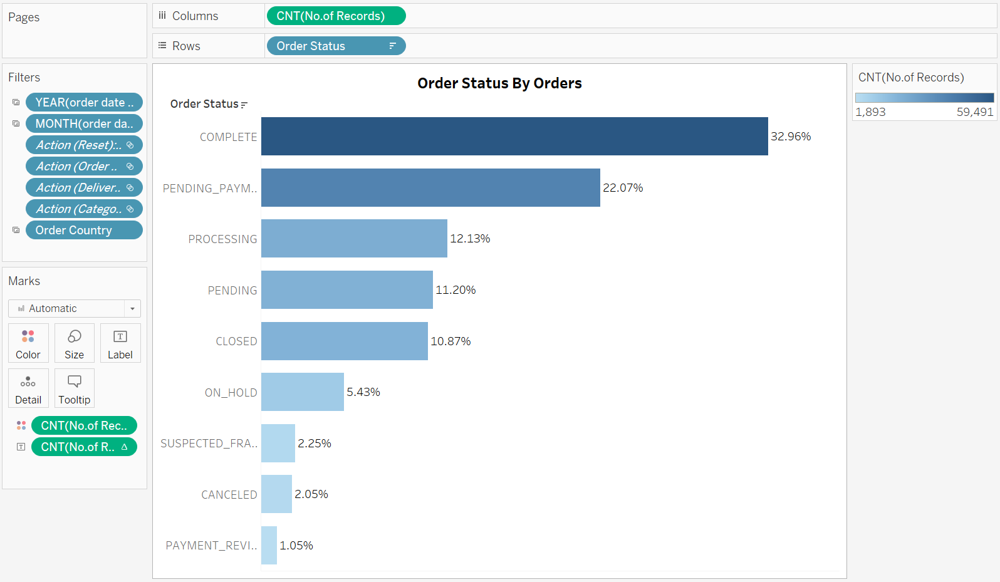 Pages
Columns
CNT(No.of Records)
Rows
Order Status
Filters
YEAR(order date ..
MONTH(order da..
Action (Reset):..
Action (Order ..
Action (Deliver..
Action (Catego..
Order Country
Marks
Automatic
Color
Size
Label
Detail
Tooltip
CNT(No.of Rec..
CNT(No.of R.. Δ
Order Status By Orders
Order Status
COMPLETE 32.96%
PENDING_PAYM.. 22.07%
PROCESSING 12.13%
PENDING 11.20%
CLOSED 10.87%
ON_HOLD 5.43%
SUSPECTED_FRA.. 2.25%
CANCELED 2.05%
PAYMENT_REVI.. 1.05%
CNT(No.of Records)
1,893 59,491